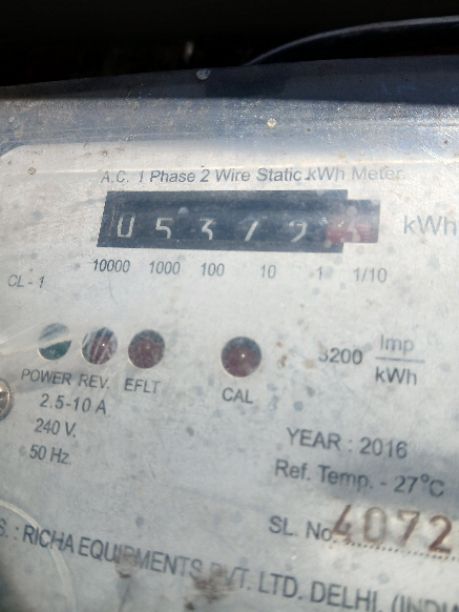 A.C. 1 Phase 2 Wire Static kWh Meter
05372 kWh
10000 1000 100 10 1 1/10
CL - 1
3200 Imp
kWh
POWER REV. EFLT CAL
2.5-10 A
240 V.
50 Hz.
YEAR : 2016
Ref. Temp. - 27°C
SL. No. 4072
S. : RICHA EQUIPMENTS PVT. LTD. DELHI, (INDI